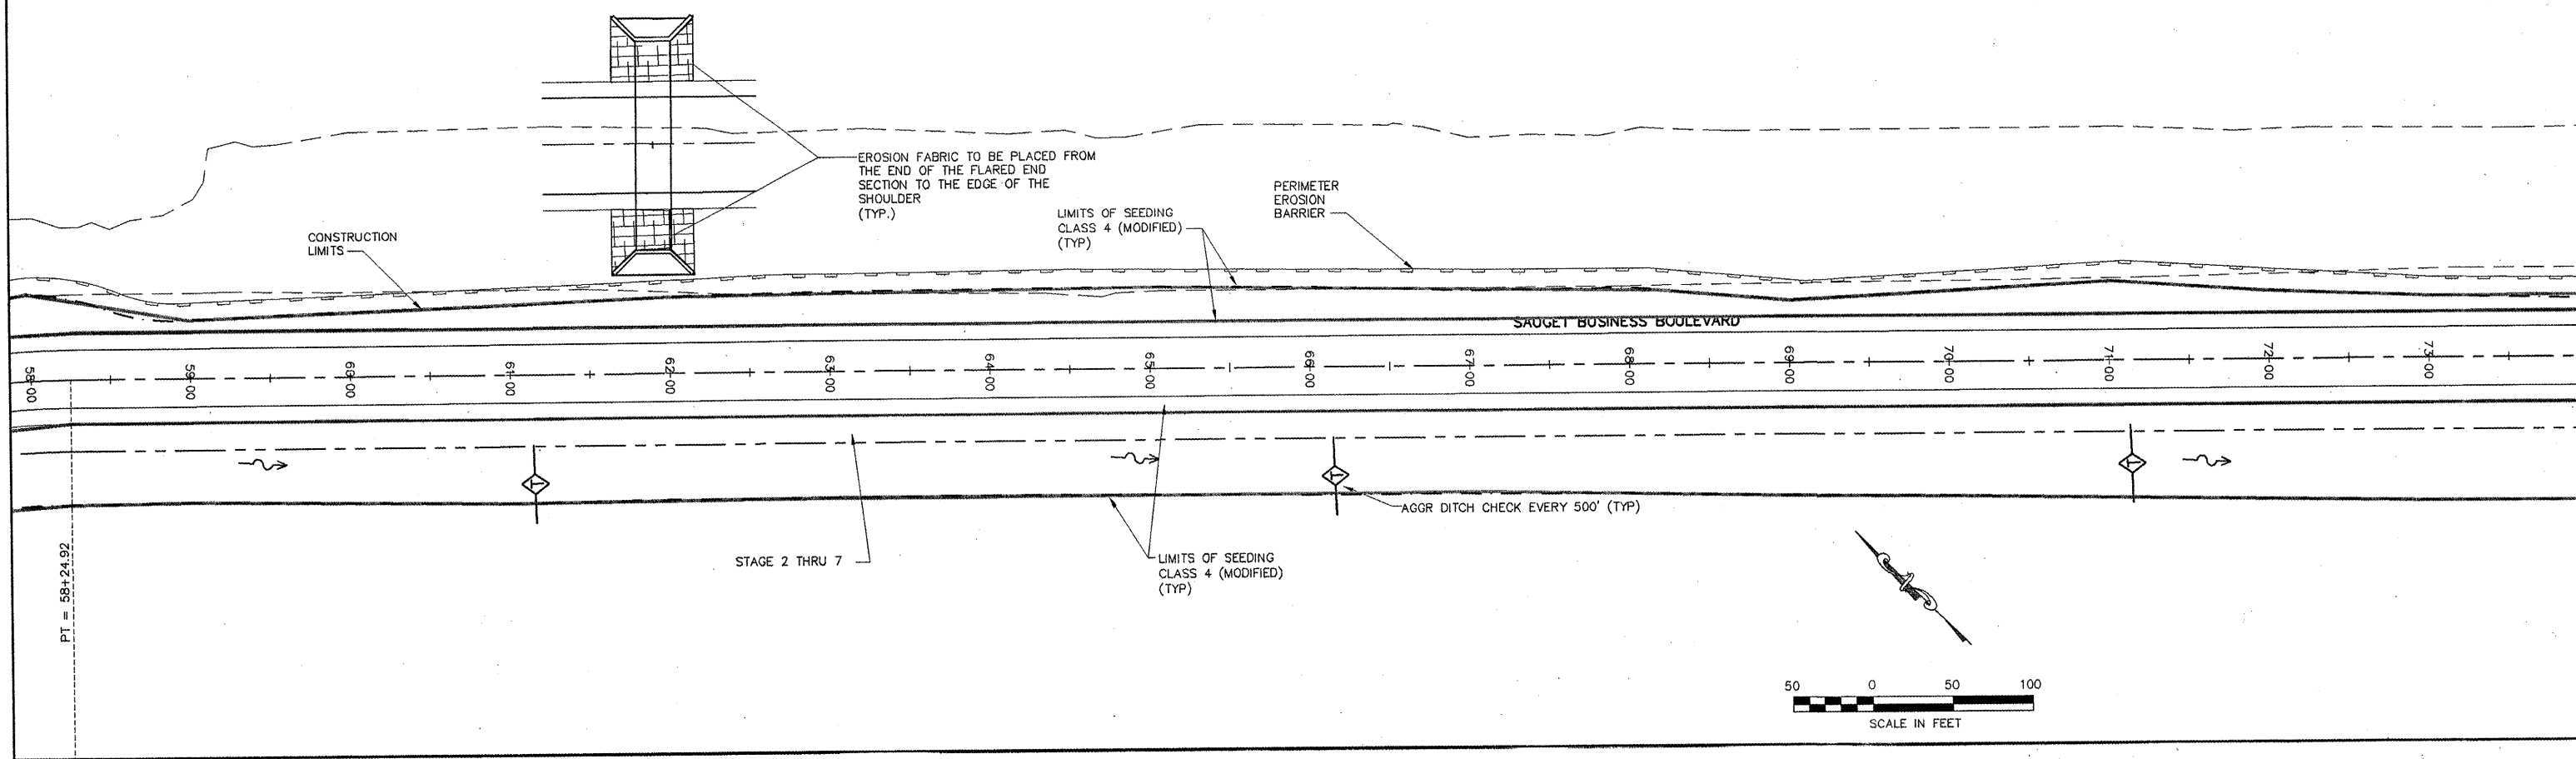 EROSION FABRIC TO BE PLACED FROM
THE END OF THE FLARED END
SECTION TO THE EDGE OF THE
SHOULDER
(TYP.)
PERIMETER
EROSION
BARRIER
LIMITS OF SEEDING
CLASS 4 (MODIFIED)
(TYP)
CONSTRUCTION
LIMITS
SAUGET BUSINESS BOULEVARD
58+00
59+00
60+00
61+00
62+00
63+00
64+00
65+00
66+00
67+00
68+00
69+00
70+00
71+00
72+00
73+00
T
T
T
AGGR DITCH CHECK EVERY 500' (TYP)
STAGE 2 THRU 7
LIMITS OF SEEDING
CLASS 4 (MODIFIED)
(TYP)
PT = 58+24.92
50 0 50 100
SCALE IN FEET